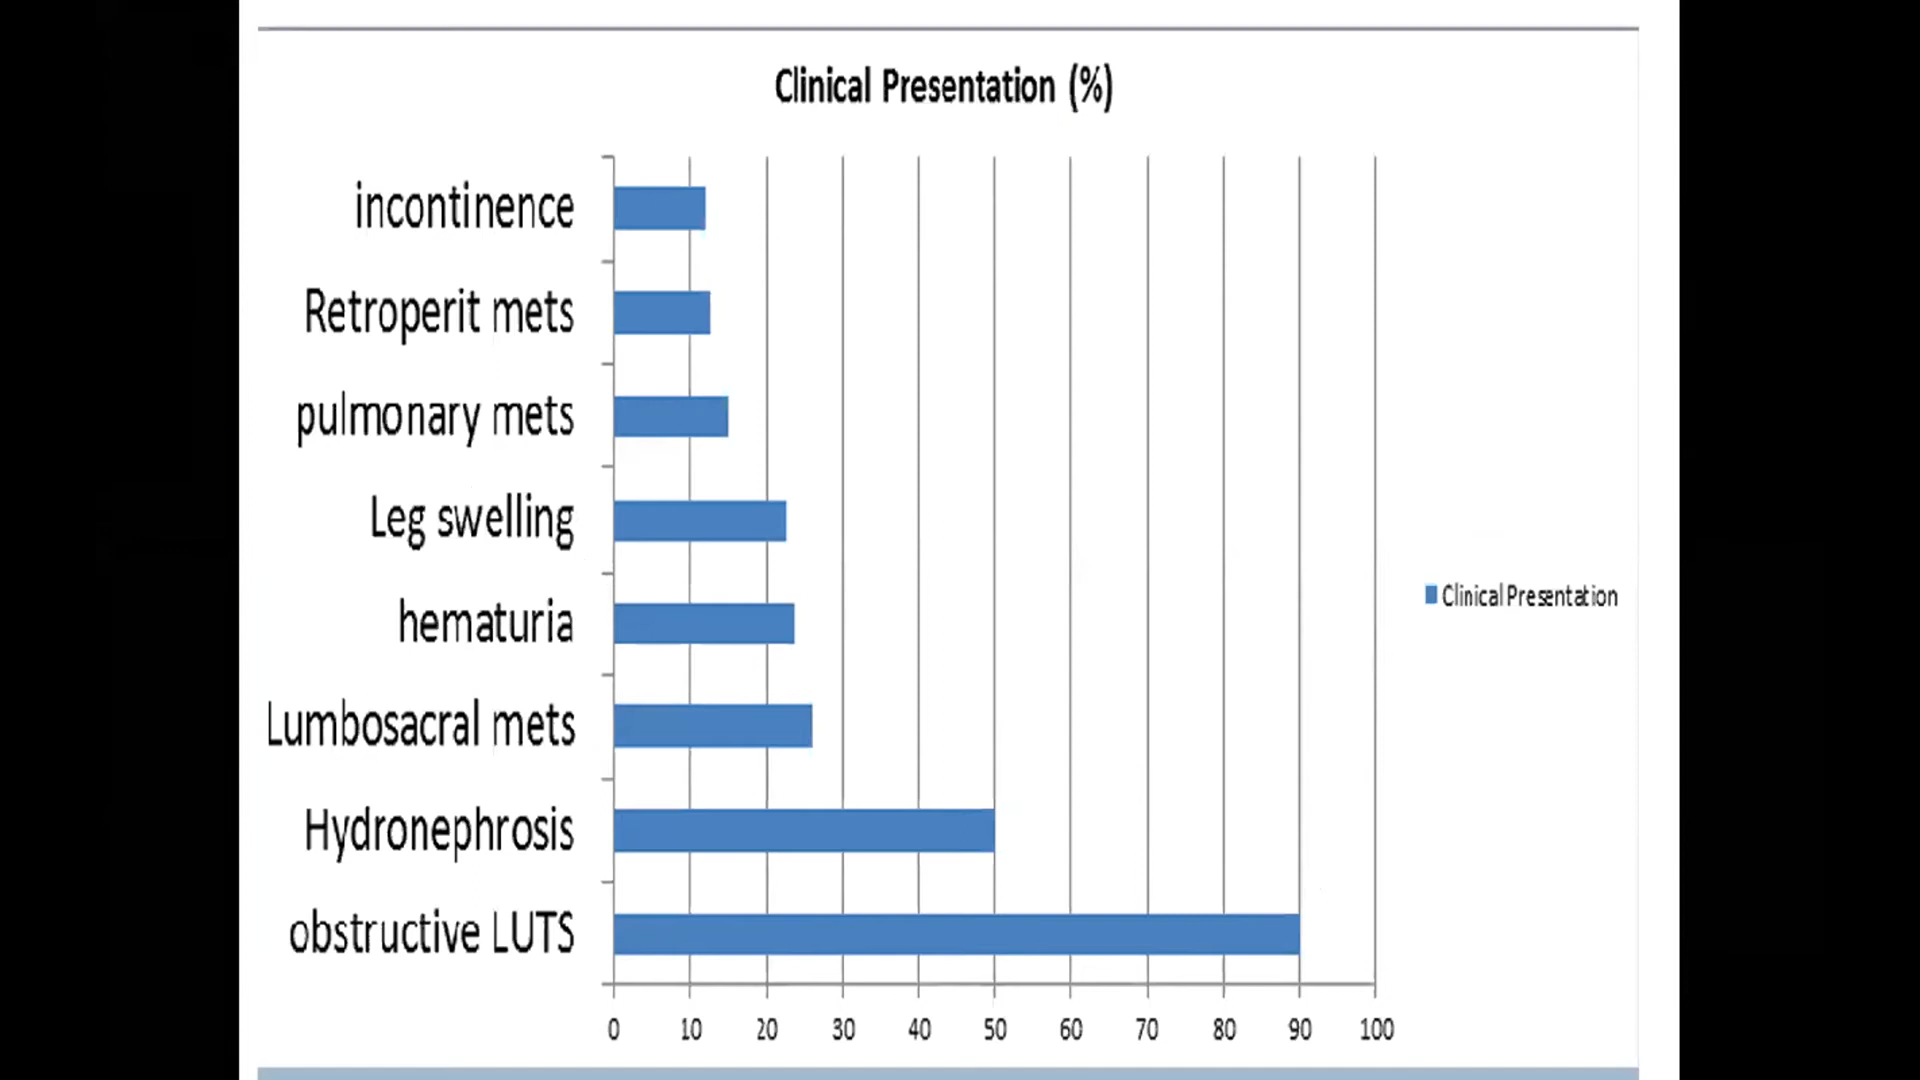 Clinical Presentation (%)
incontinence
Retroperit mets
pulmonary mets
Leg swelling
hematuria
Lumbosacral mets
Hydronephrosis
obstructive LUTS
0 10 20 30 40 50 60 70 80 90 100
Clinical Presentation